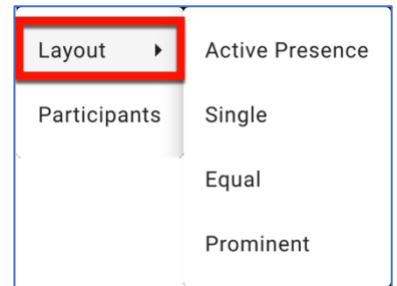 Layout
Participants
Active Presence
Single
Equal
Prominent